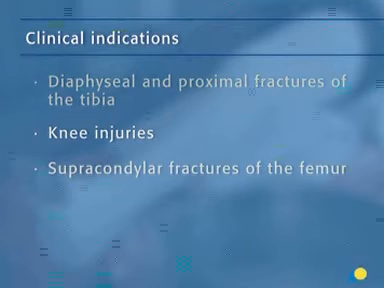 Clinical indications
· Diaphyseal and proximal fractures of
the tibia
· Knee injuries
· Supracondylar fractures of the femur